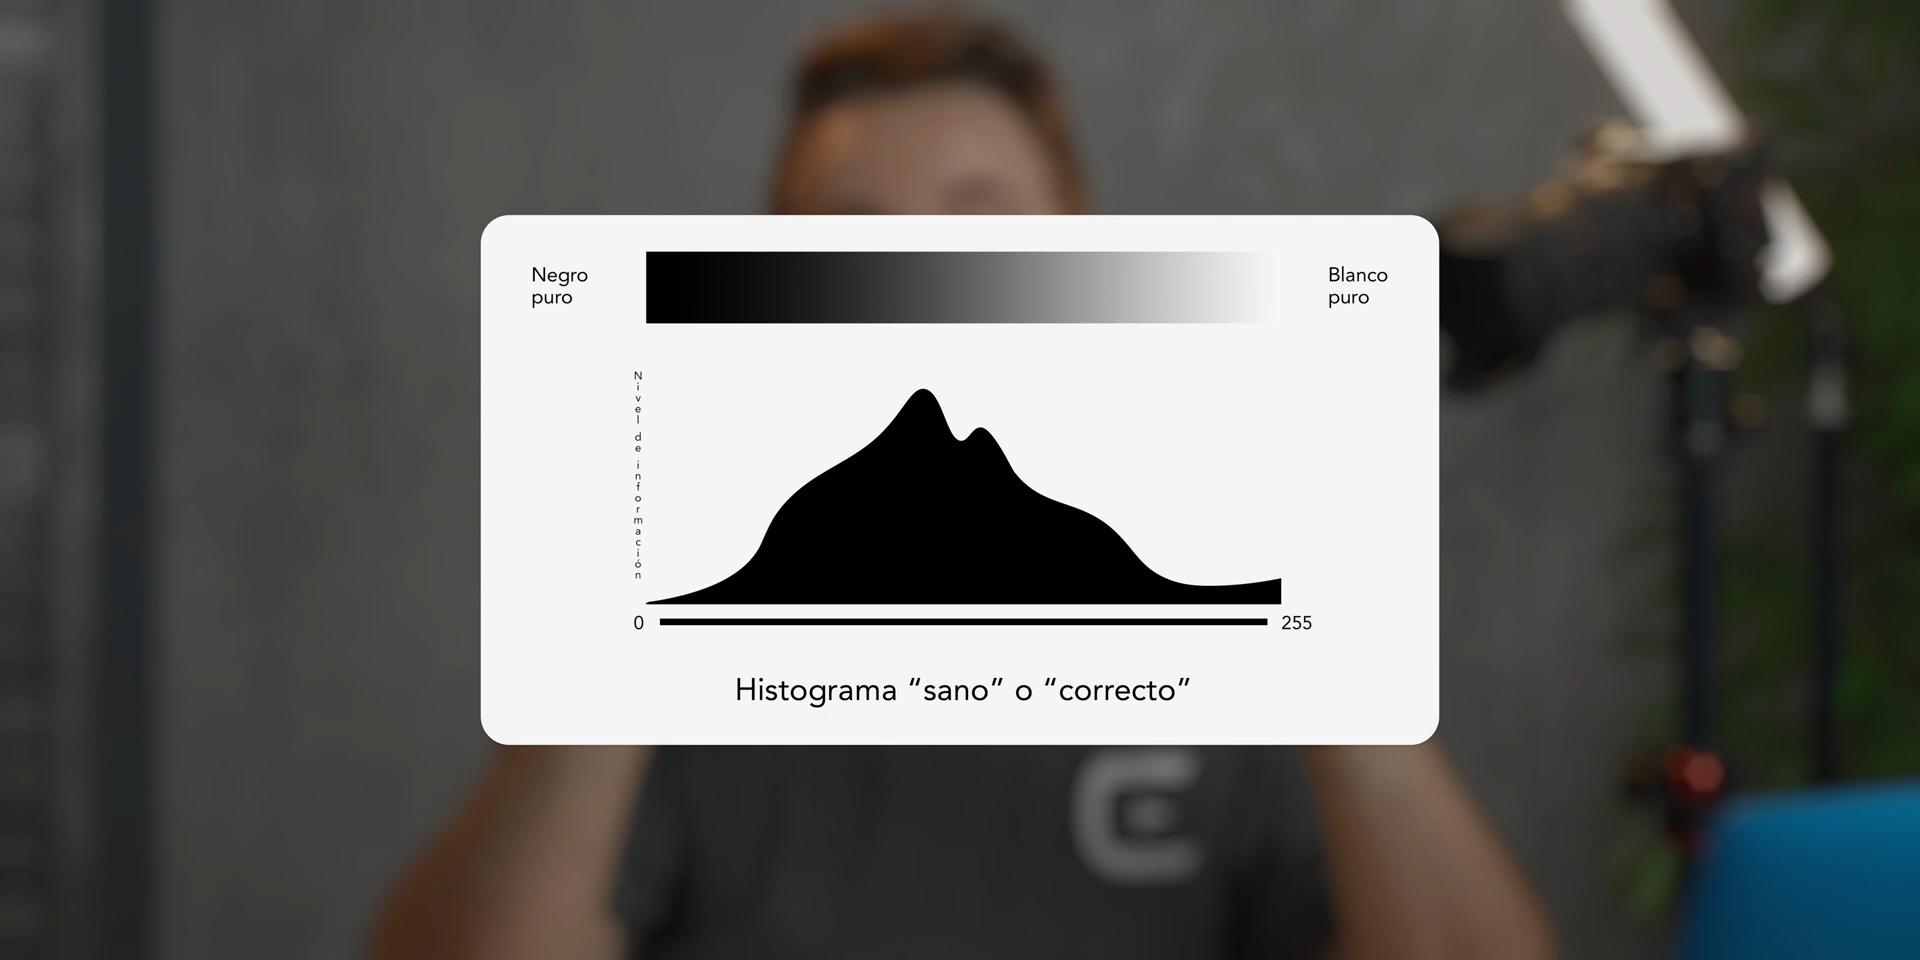 Negro
puro
Blanco
puro
Nivel de información
0
255
Histograma “sano” o “correcto”